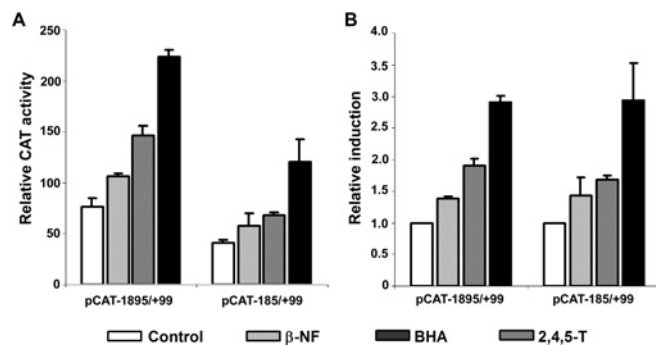 A
B
Relative CAT activity
250
200
150
100
50
0
pCAT-1895/+99
pCAT-185/+99
Relative induction
4.0
3.5
3.0
2.5
2.0
1.5
1.0
0.5
0.0
pCAT-1895/+99
pCAT-185/+99
Control
β-NF
BHA
2,4,5-T